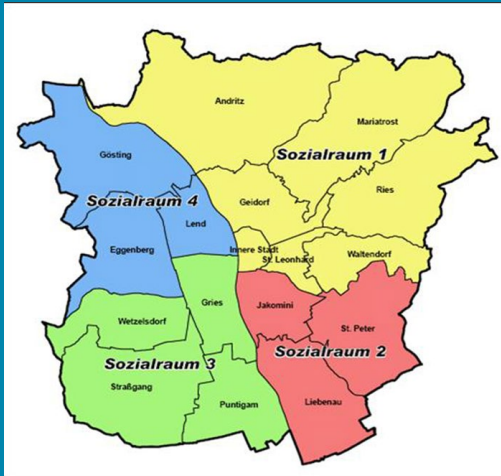 Andritz
Mariatrost
Gösting
Sozialraum 1
Ries
Sozialraum 4
Geidorf
Lend
Eggenberg
Innere Stadt
St. Leonhard
Waltendorf
Gries
Jakomini
Wetzelsdorf
St. Peter
Sozialraum 2
Sozialraum 3
Straßgang
Puntigam
Liebenau